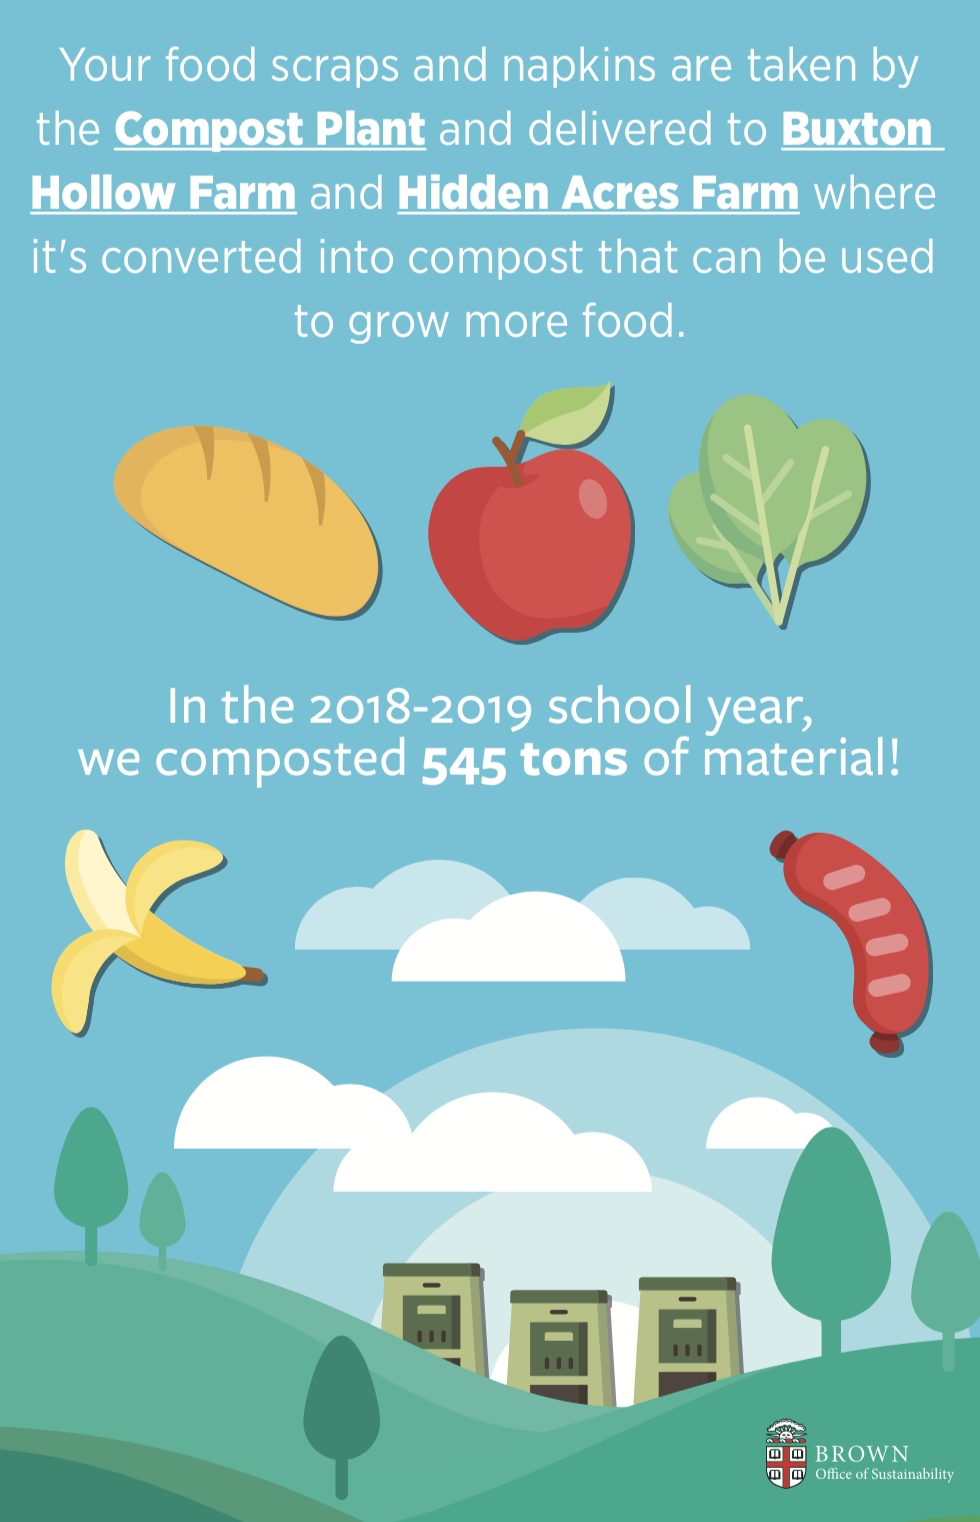 Your food scraps and napkins are taken by
the Compost Plant and delivered to Buxton
Hollow Farm and Hidden Acres Farm where
it's converted into compost that can be used
to grow more food.
In the 2018-2019 school year,
we composted 545 tons of material!
BROWN
Office of Sustainability